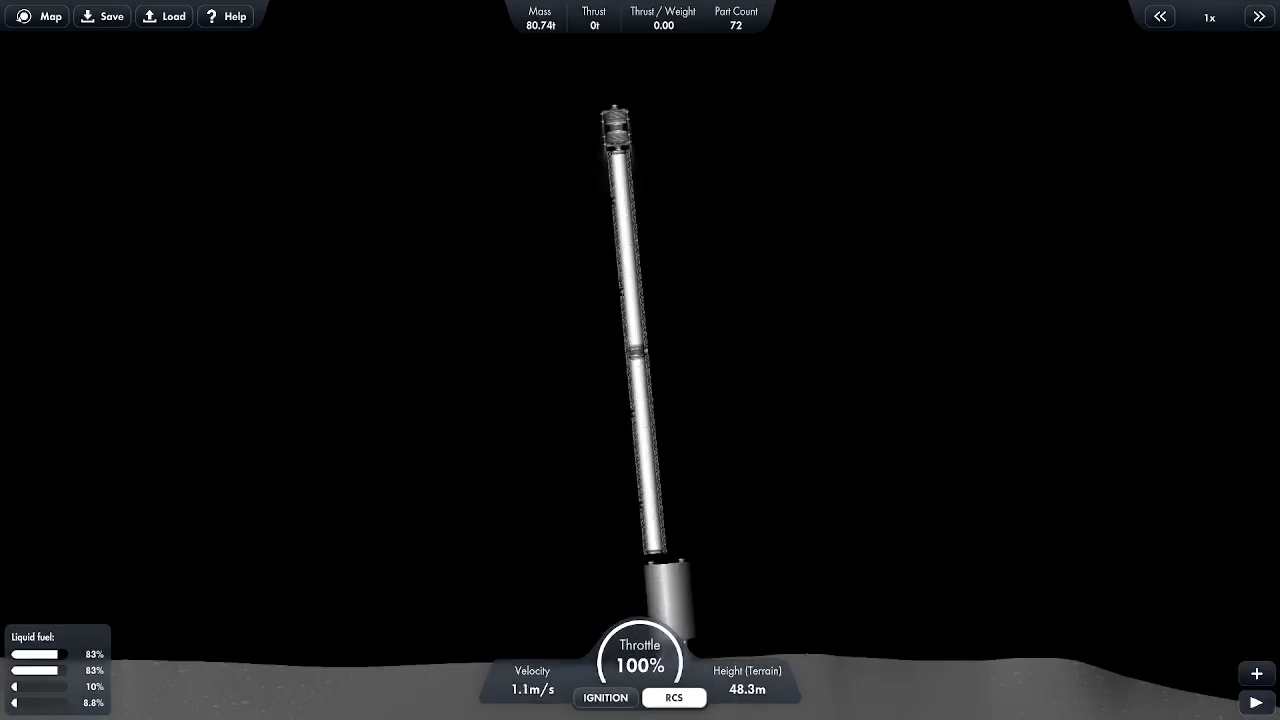 Map
Save
Load
Help
Mass
80.74t
Thrust
0t
Thrust / Weight
0.00
Part Count
72
1x
Liquid fuel:
83%
83%
10%
8.8%
Throttle
100%
Velocity
1.1m/s
Height (Terrain)
48.3m
IGNITION
RCS